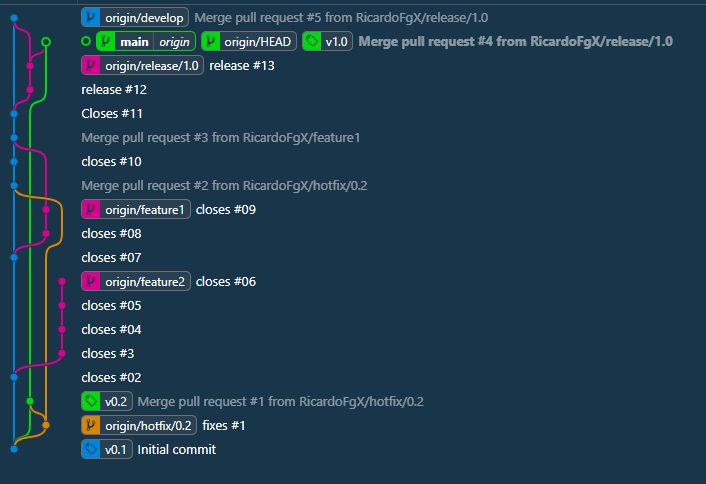 origin/develop Merge pull request #5 from RicardoFgX/release/1.0
main origin origin/HEAD v1.0 Merge pull request #4 from RicardoFgX/release/1.0
origin/release/1.0 release #13
release #12
Closes #11
Merge pull request #3 from RicardoFgX/feature1
closes #10
Merge pull request #2 from RicardoFgX/hotfix/0.2
origin/feature1 closes #09
closes #08
closes #07
origin/feature2 closes #06
closes #05
closes #04
closes #3
closes #02
v0.2 Merge pull request #1 from RicardoFgX/hotfix/0.2
origin/hotfix/0.2 fixes #1
v0.1 Initial commit